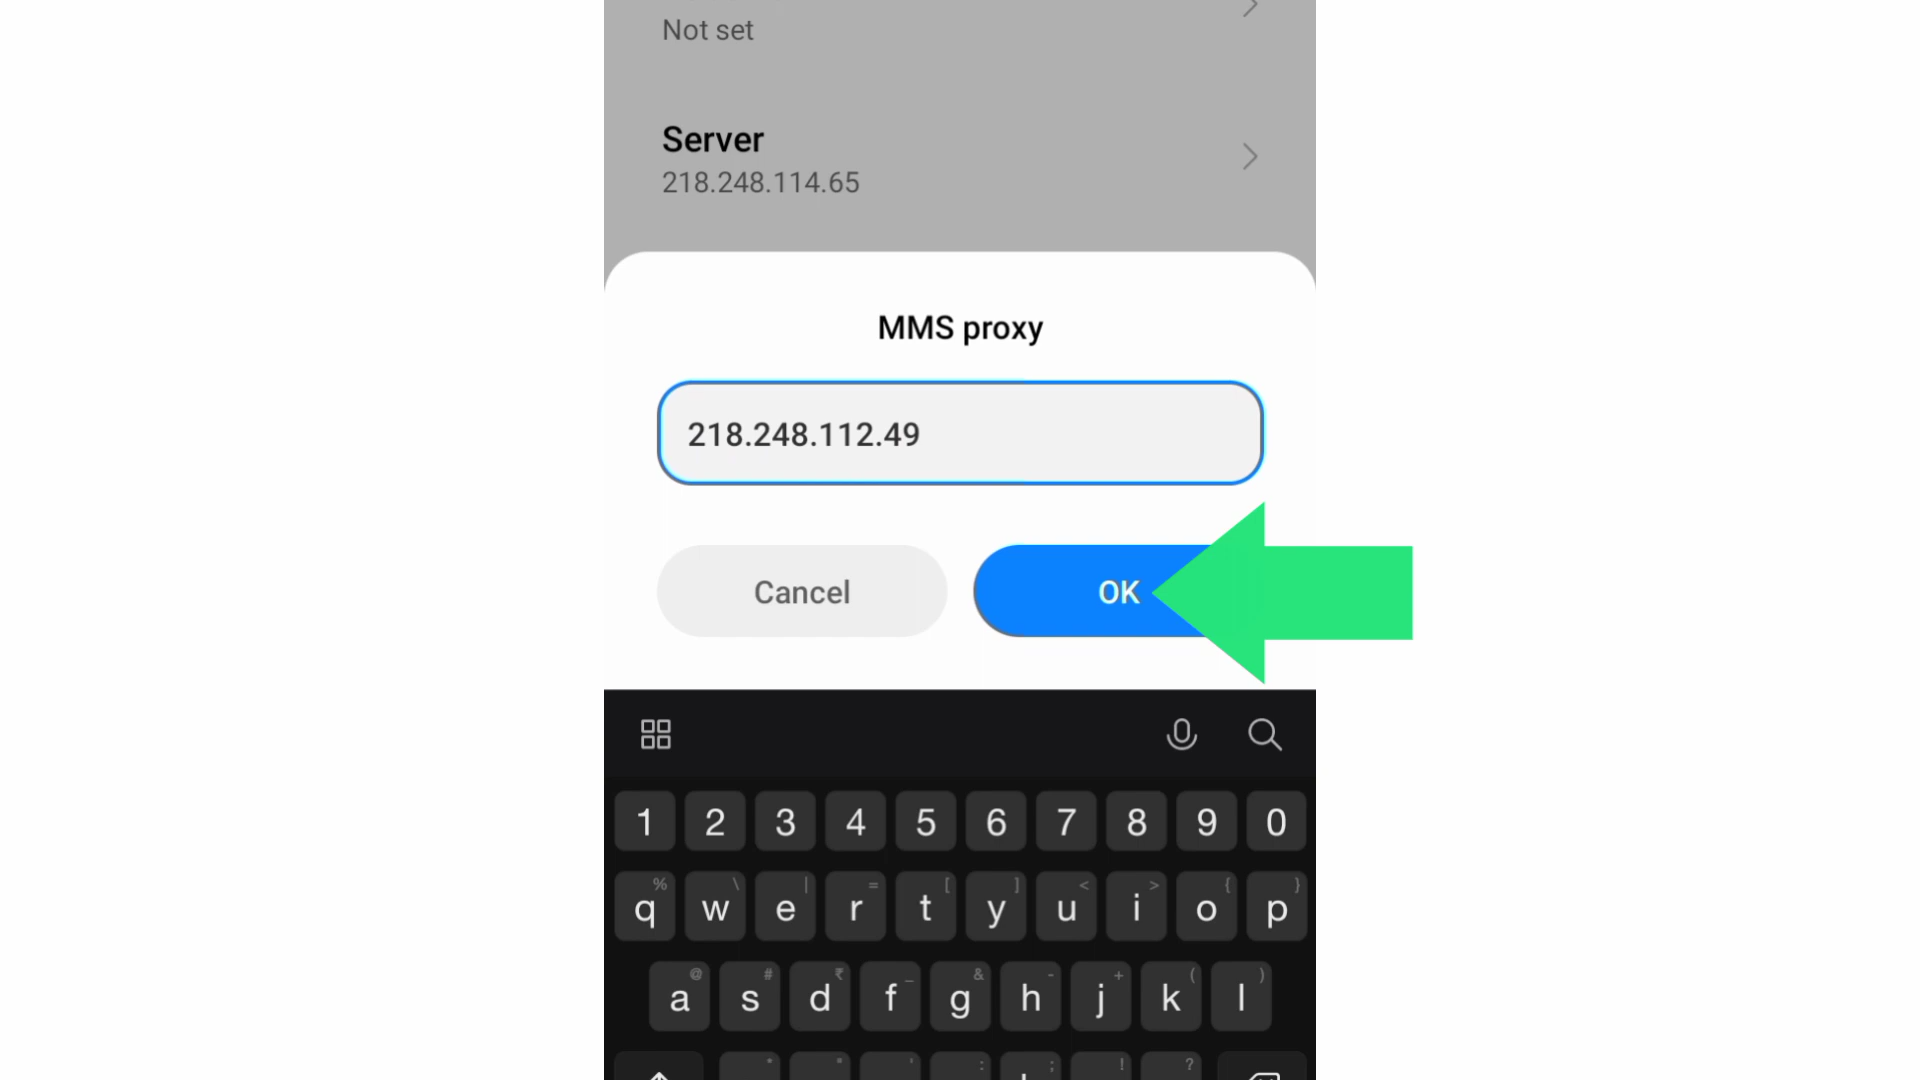 Not set
Server
218.248.114.65
MMS proxy
218.248.112.49
Cancel OK
1 2 3 4 5 6 7 8 9 0
% \ | = [ ] < > { }
q w e r t y u i o p
@ # ₹ _ & - + ( )
a s d f g h j k l
* " ' : ; ! ?